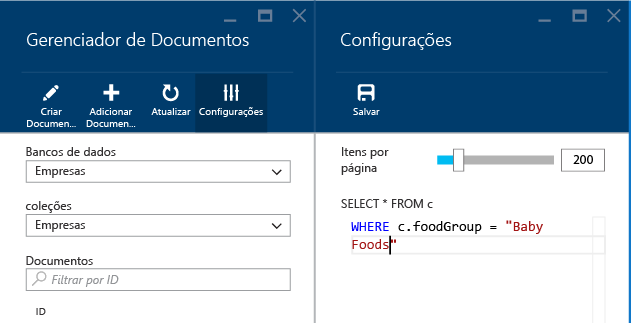 Gerenciador de Documentos
Criar
Documen...
Adicionar
Documen...
Atualizar
Configurações
Bancos de dados
Empresas
coleções
Empresas
Documentos
Filtrar por ID
ID
Configurações
Salvar
Itens por
página
200
SELECT * FROM c
WHERE c.foodGroup = "Baby
Foods"